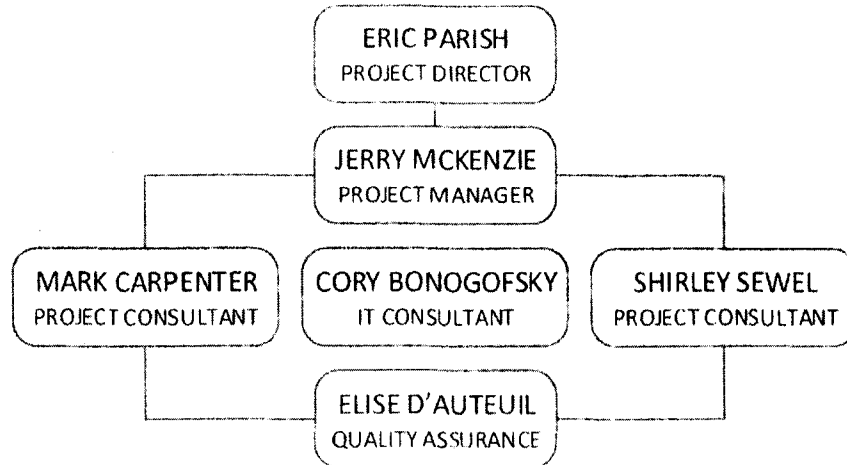 ERIC PARISH
PROJECT DIRECTOR
JERRY MCKENZIE
PROJECT MANAGER
MARK CARPENTER
PROJECT CONSULTANT
CORY BONOGOFSKY
IT CONSULTANT
SHIRLEY SEWEL
PROJECT CONSULTANT
ELISE D'AUTEUIL
QUALITY ASSURANCE